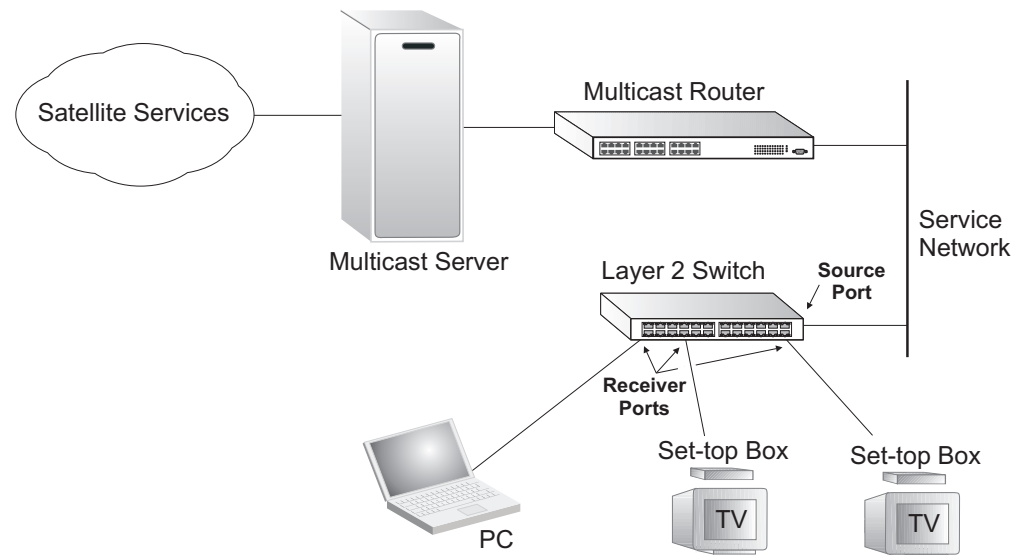 Satellite Services
Multicast Router
Multicast Server
Service
Network
Layer 2 Switch
Source
Port
Receiver
Ports
Set-top Box
Set-top Box
TV
TV
PC